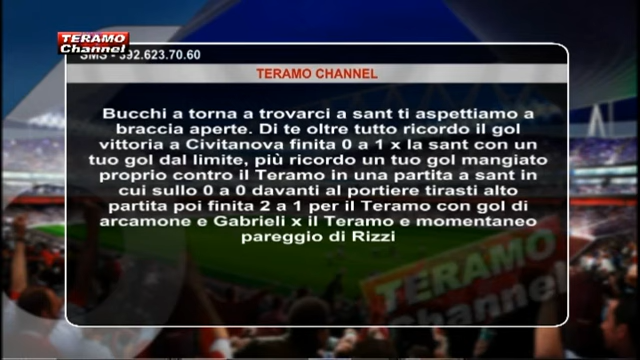 TERAMO
Channel
SMS - 392.623.70.60
TERAMO CHANNEL
Bucchi a torna a trovarci a sant ti aspettiamo a
braccia aperte. Di te oltre tutto ricordo il gol
vittoria a Civitanova finita 0 a 1 x la sant con un
tuo gol dal limite, più ricordo un tuo gol mangiato
proprio contro il Teramo in una partita a sant in
cui sullo 0 a 0 davanti al portiere tirasti alto
partita poi finita 2 a 1 per il Teramo con gol di
arcamone e Gabrieli x il Teramo e momentaneo
pareggio di Rizzi
TERAMO
Channel